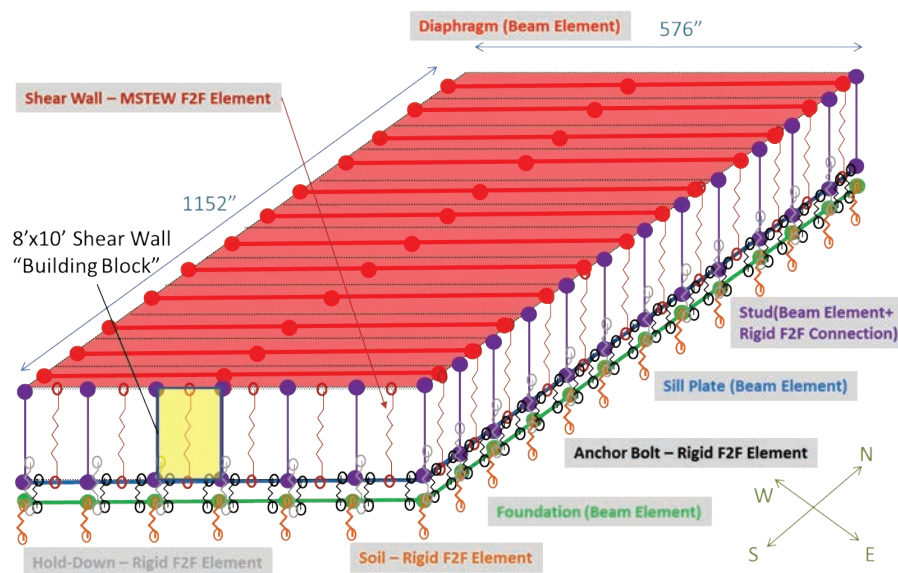 Diaphragm (Beam Element)
576”
Shear Wall – MSTEW F2F Element
1152”
8’x10’ Shear Wall
“Building Block”
Stud(Beam Element+
Rigid F2F Connection)
Sill Plate (Beam Element)
Anchor Bolt – Rigid F2F Element
N
W
Foundation (Beam Element)
S
E
Hold-Down – Rigid F2F Element
Soil – Rigid F2F Element